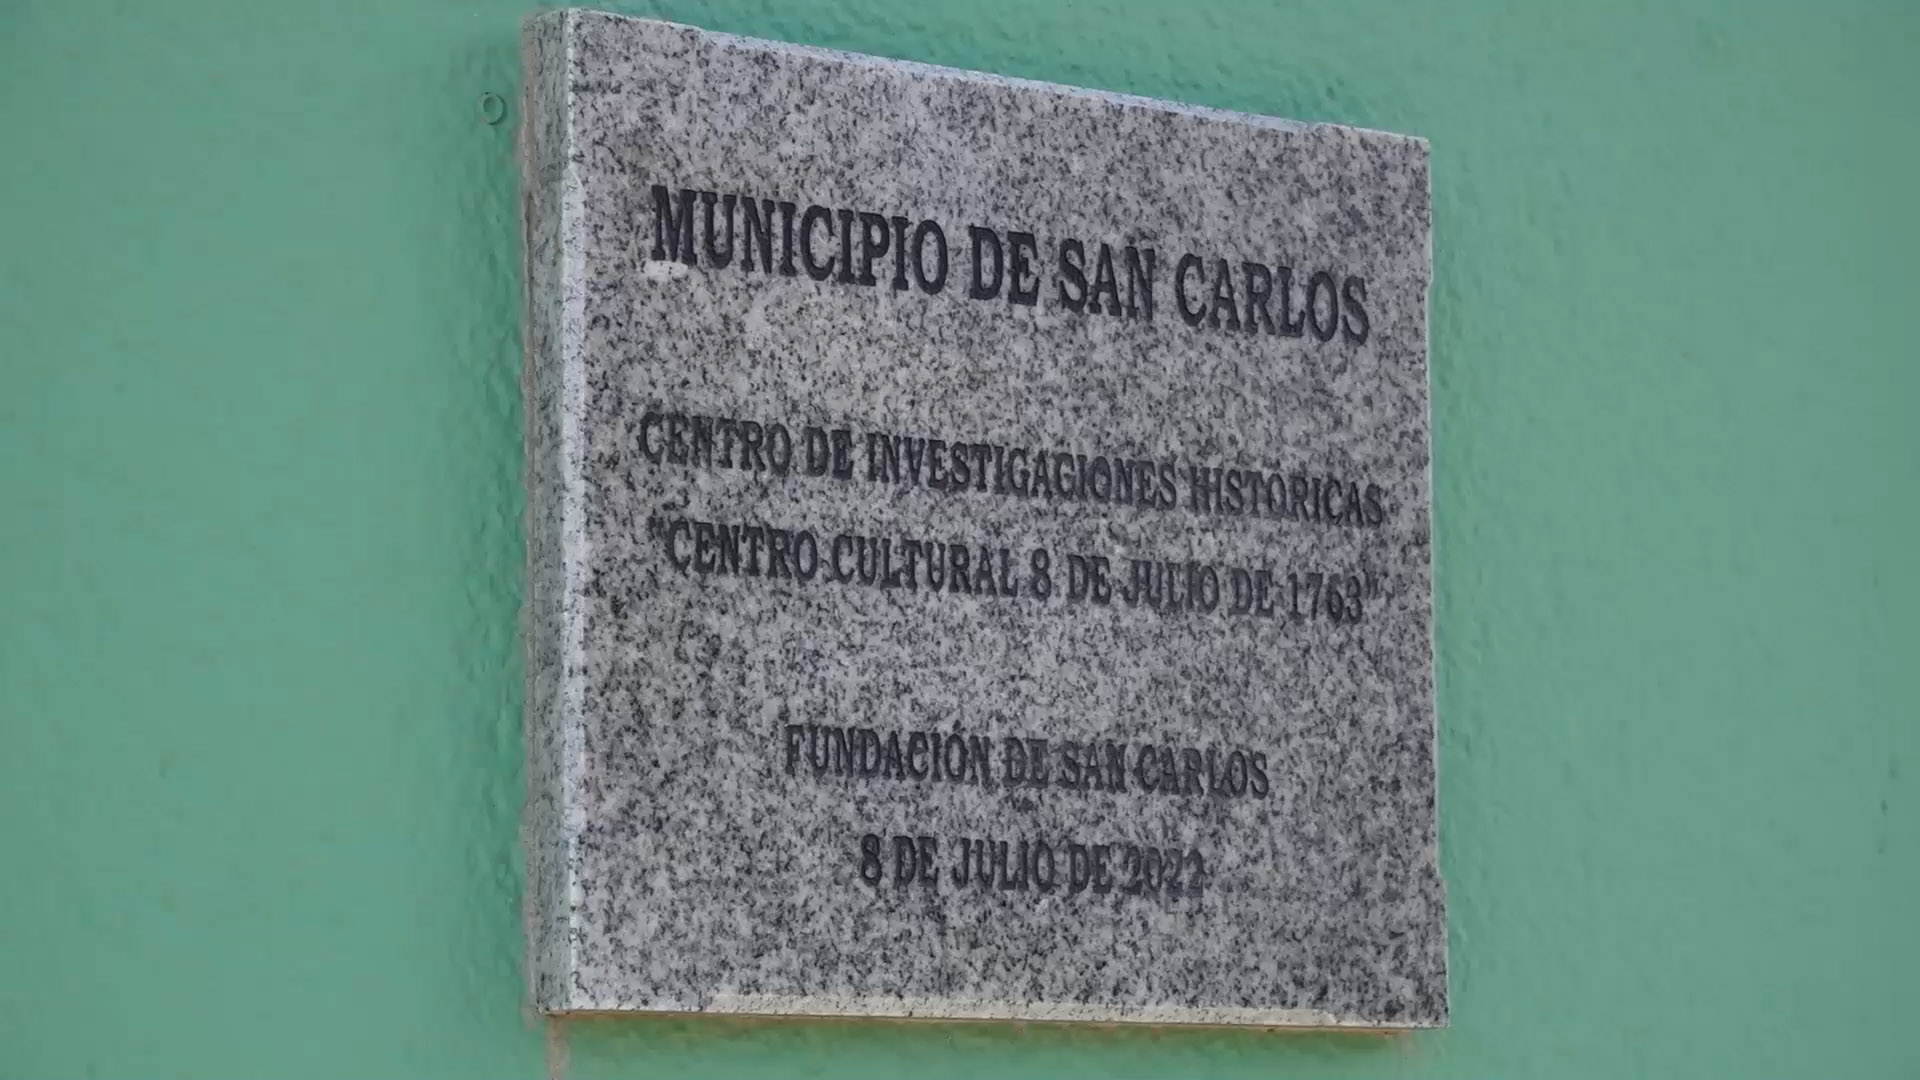 MUNICIPIO DE SAN CARLOS
CENTRO DE INVESTIGACIONES HISTÓRICAS
"CENTRO CULTURAL 8 DE JULIO DE 1763"
FUNDACIÓN DE SAN CARLOS
8 DE JULIO DE 2022